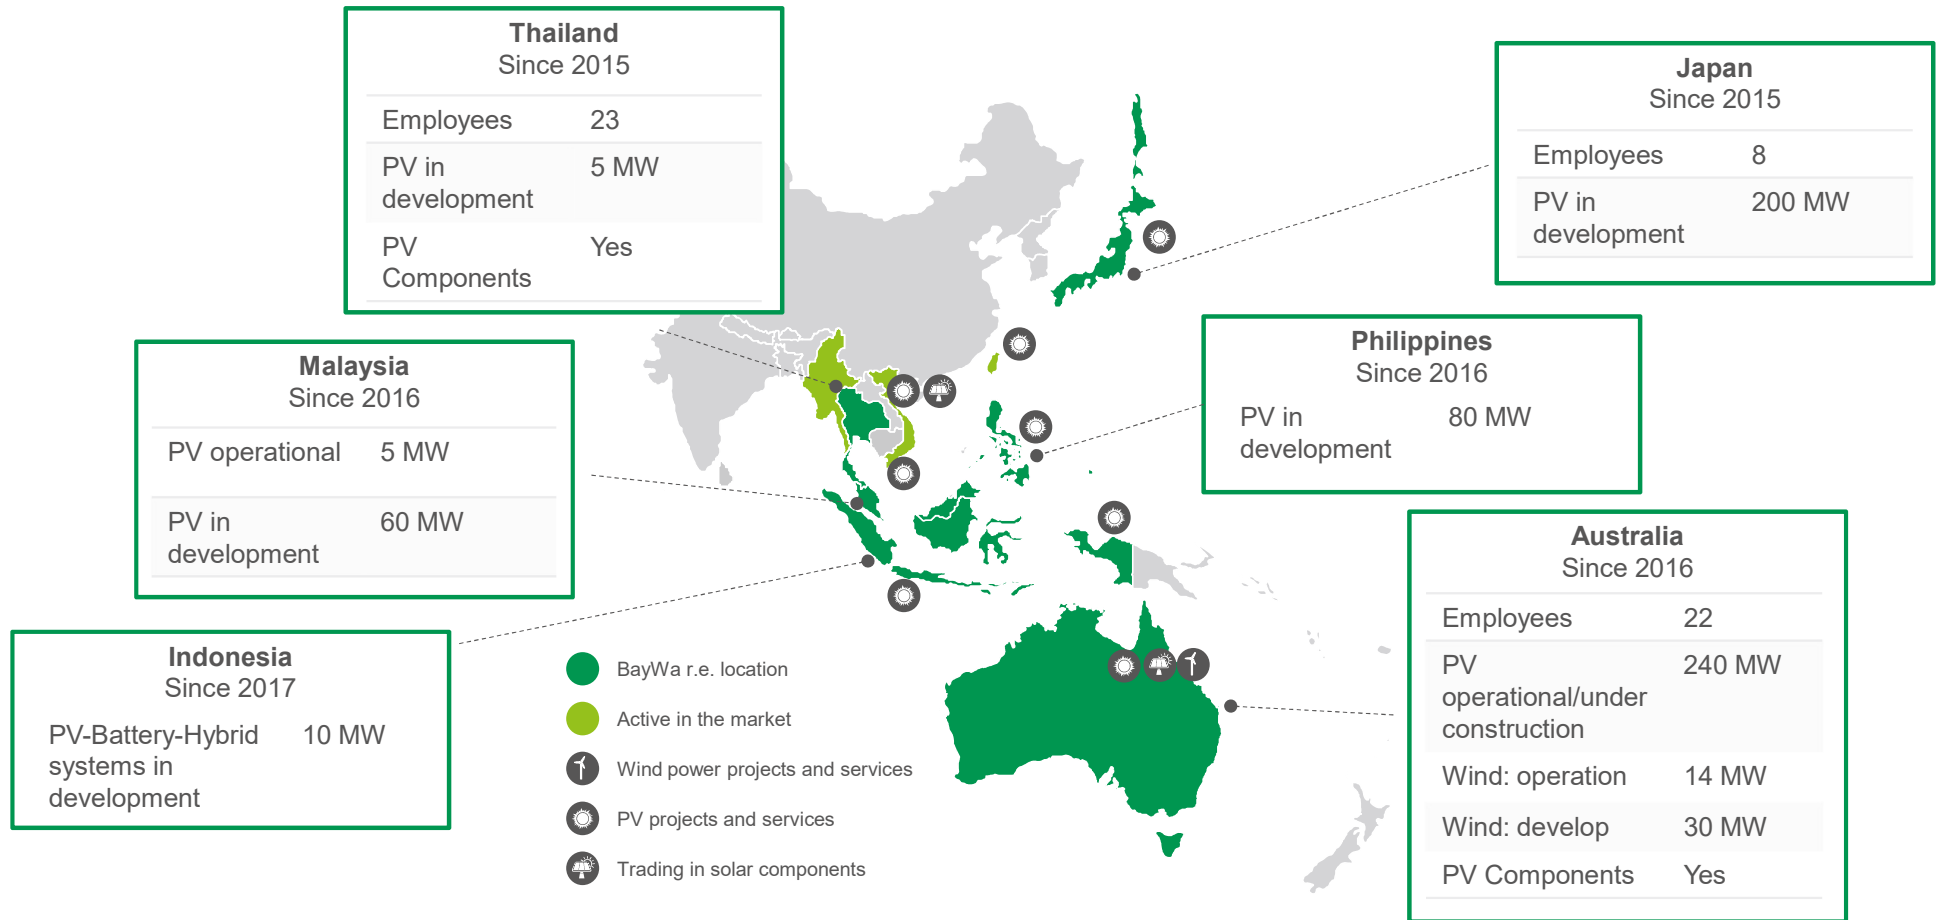 Thailand
Since 2015
Employees 23
PV in 5 MW
development
PV Yes
Components
Japan
Since 2015
Employees 8
PV in 200 MW
development
Malaysia
Since 2016
PV operational 5 MW
PV in 60 MW
development
Philippines
Since 2016
PV in 80 MW
development
Indonesia
Since 2017
PV-Battery-Hybrid 10 MW
systems in
development
BayWa r.e. location
Active in the market
Wind power projects and services
PV projects and services
Trading in solar components
Australia
Since 2016
Employees 22
PV 240 MW
operational/under
construction
Wind: operation 14 MW
Wind: develop 30 MW
PV Components Yes